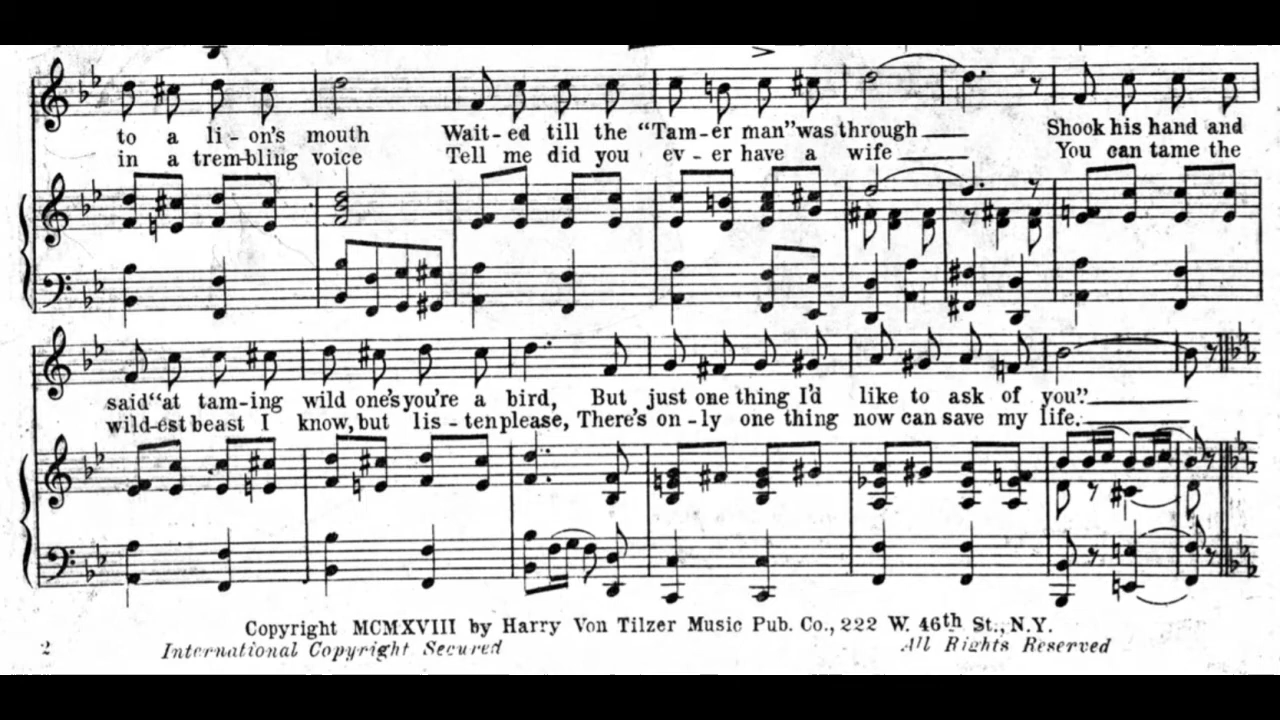 to a li-on's mouth Wait-ed till the “Tam-er man” was through Shook his hand and
in a trem-bling voice Tell me did you ev-er have a wife You can tame the
said “at tam-ing wild one's you're a bird, But just one thing I'd like to ask of you”.
wild-est beast I know, but lis-ten please, There's on-ly one thing now can save my life.
Copyright MCMXVIII by Harry Von Tilzer Music Pub. Co., 222 W. 46th St., N.Y.
2 International Copyright Secured All Rights Reserved